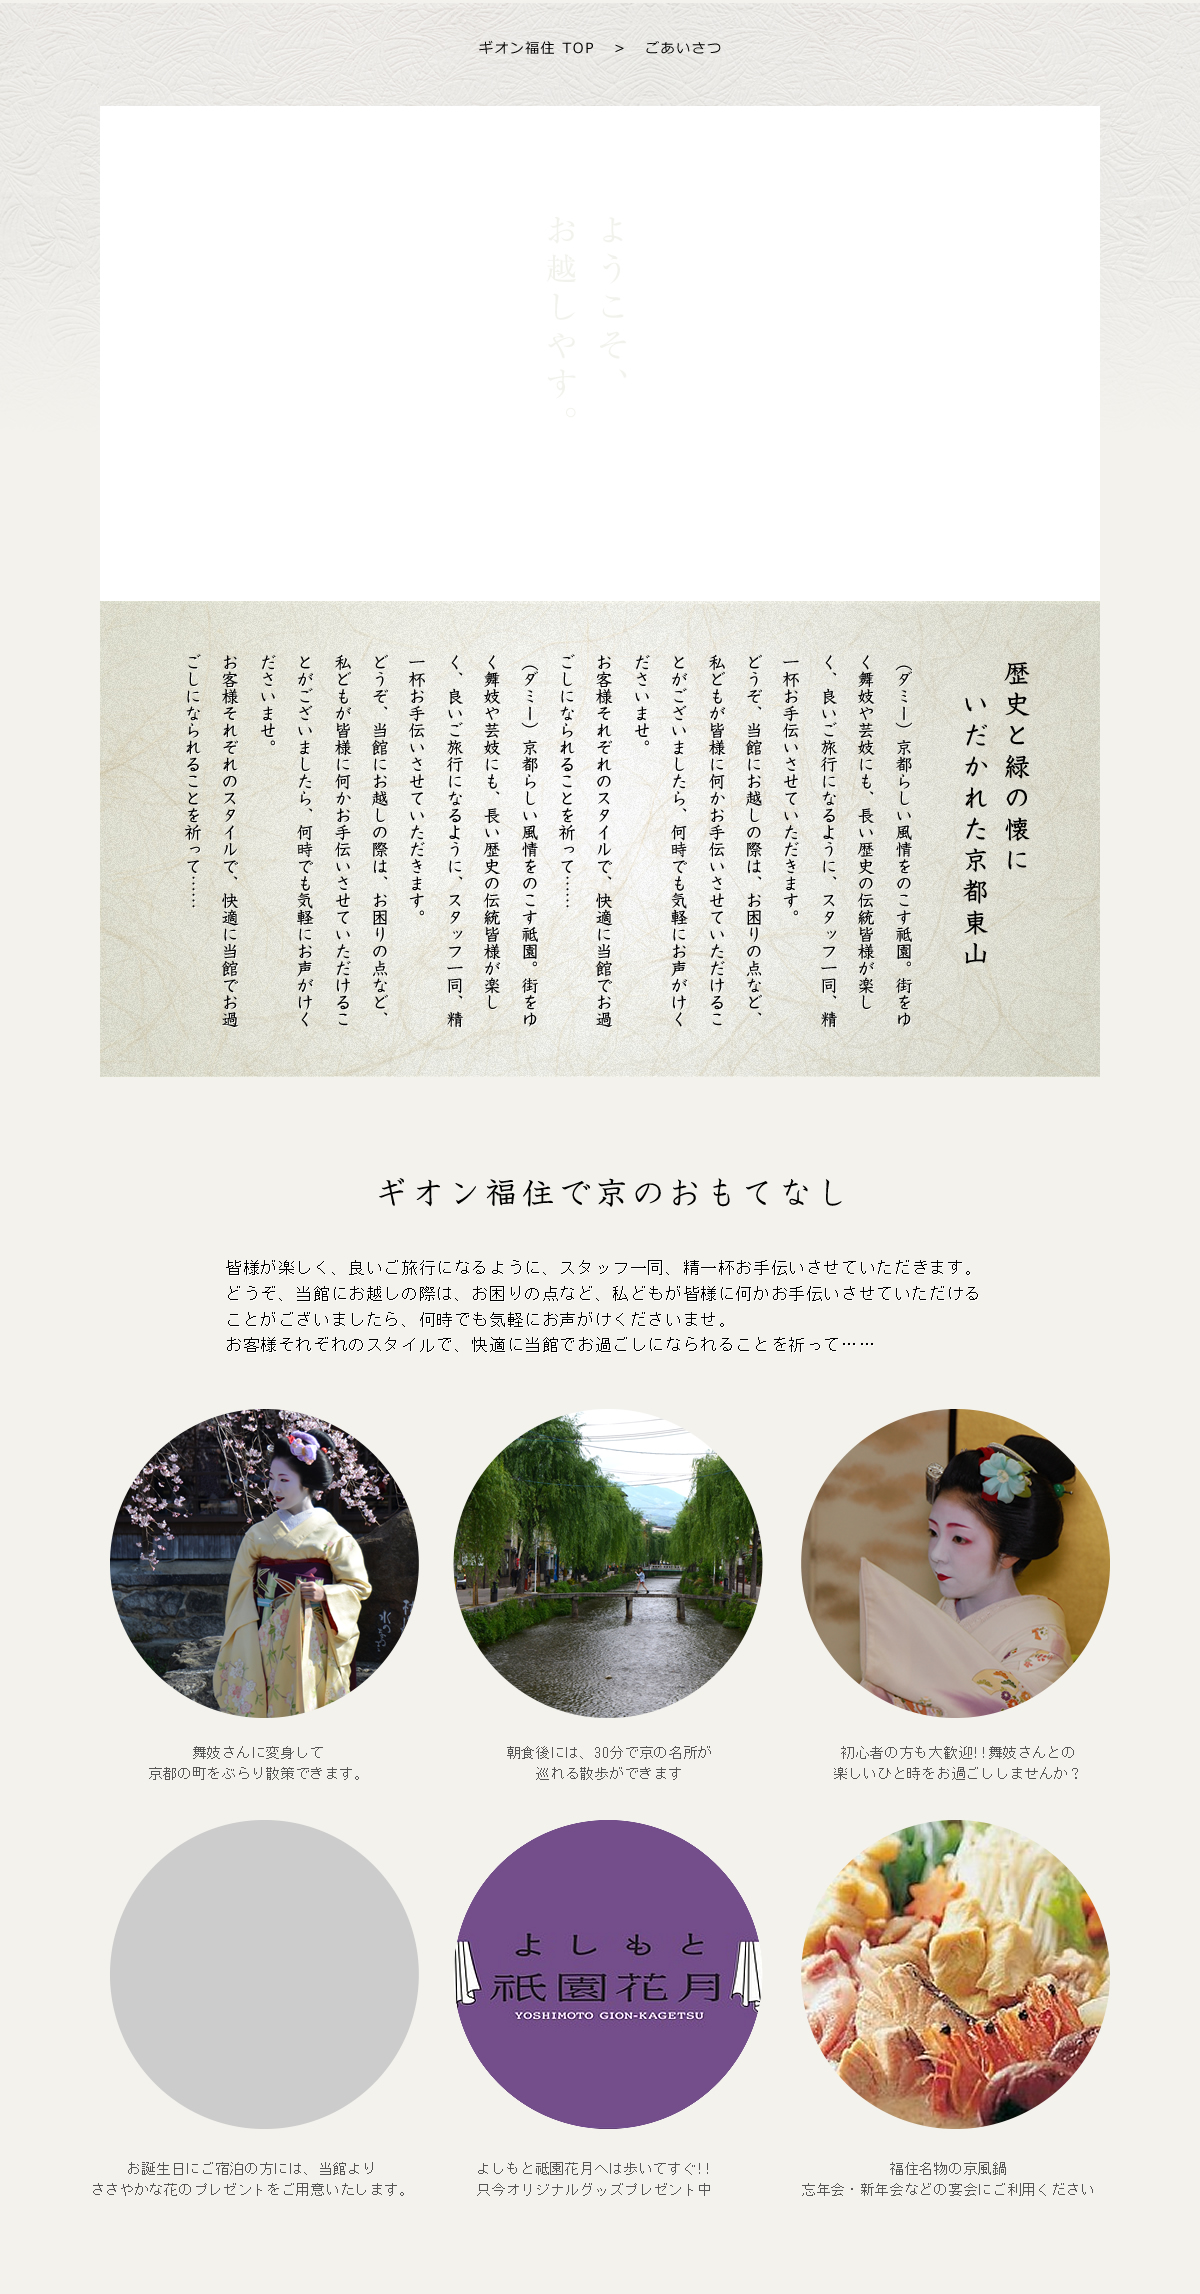 ギオン福住 TOP > ごあいさつ
ようこそ、
お越しやす。
歴史と緑の懐に
いだかれた京都東山
（ダミー）京都らしい風情をのこす祇園。街をゆ
く舞妓や芸妓にも、長い歴史の伝統皆様が楽し
く、良いご旅行になるように、スタッフ一同、精
一杯お手伝いさせていただきます。
どうぞ、当館にお越しの際は、お困りの点など、
私どもが皆様に何かお手伝いさせていただけるこ
とがございましたら、何時でも気軽にお声がけく
ださいませ。
お客様それぞれのスタイルで、快適に当館でお過
ごしになられることを祈って……
（ダミー）京都らしい風情をのこす祇園。街をゆ
く舞妓や芸妓にも、長い歴史の伝統皆様が楽し
く、良いご旅行になるように、スタッフ一同、精
一杯お手伝いさせていただきます。
どうぞ、当館にお越しの際は、お困りの点など、
私どもが皆様に何かお手伝いさせていただけるこ
とがございましたら、何時でも気軽にお声がけく
ださいませ。
お客様それぞれのスタイルで、快適に当館でお過
ごしになられることを祈って……
ギオン福住で京のおもてなし
皆様が楽しく、良いご旅行になるように、スタッフ一同、精一杯お手伝いさせていただきます。
どうぞ、当館にお越しの際は、お困りの点など、私どもが皆様に何かお手伝いさせていただける
ことがございましたら、何時でも気軽にお声がけくださいませ。
お客様それぞれのスタイルで、快適に当館でお過ごしになられることを祈って……
舞妓さんに変身して
京都の町をぶらり散策できます。
朝食後には、30分で京の名所が
巡れる散歩ができます
初心者の方も大歓迎!!舞妓さんとの
楽しいひと時をお過ごししませんか？
よしもと
祇園花月
YOSHIMOTO GION-KAGETSU
お誕生日にご宿泊の方には、当館より
ささやかな花のプレゼントをご用意いたします。
よしもと祇園花月へは歩いてすぐ!!
只今オリジナルグッズプレゼント中
福住名物の京風鍋
忘年会・新年会などの宴会にご利用ください